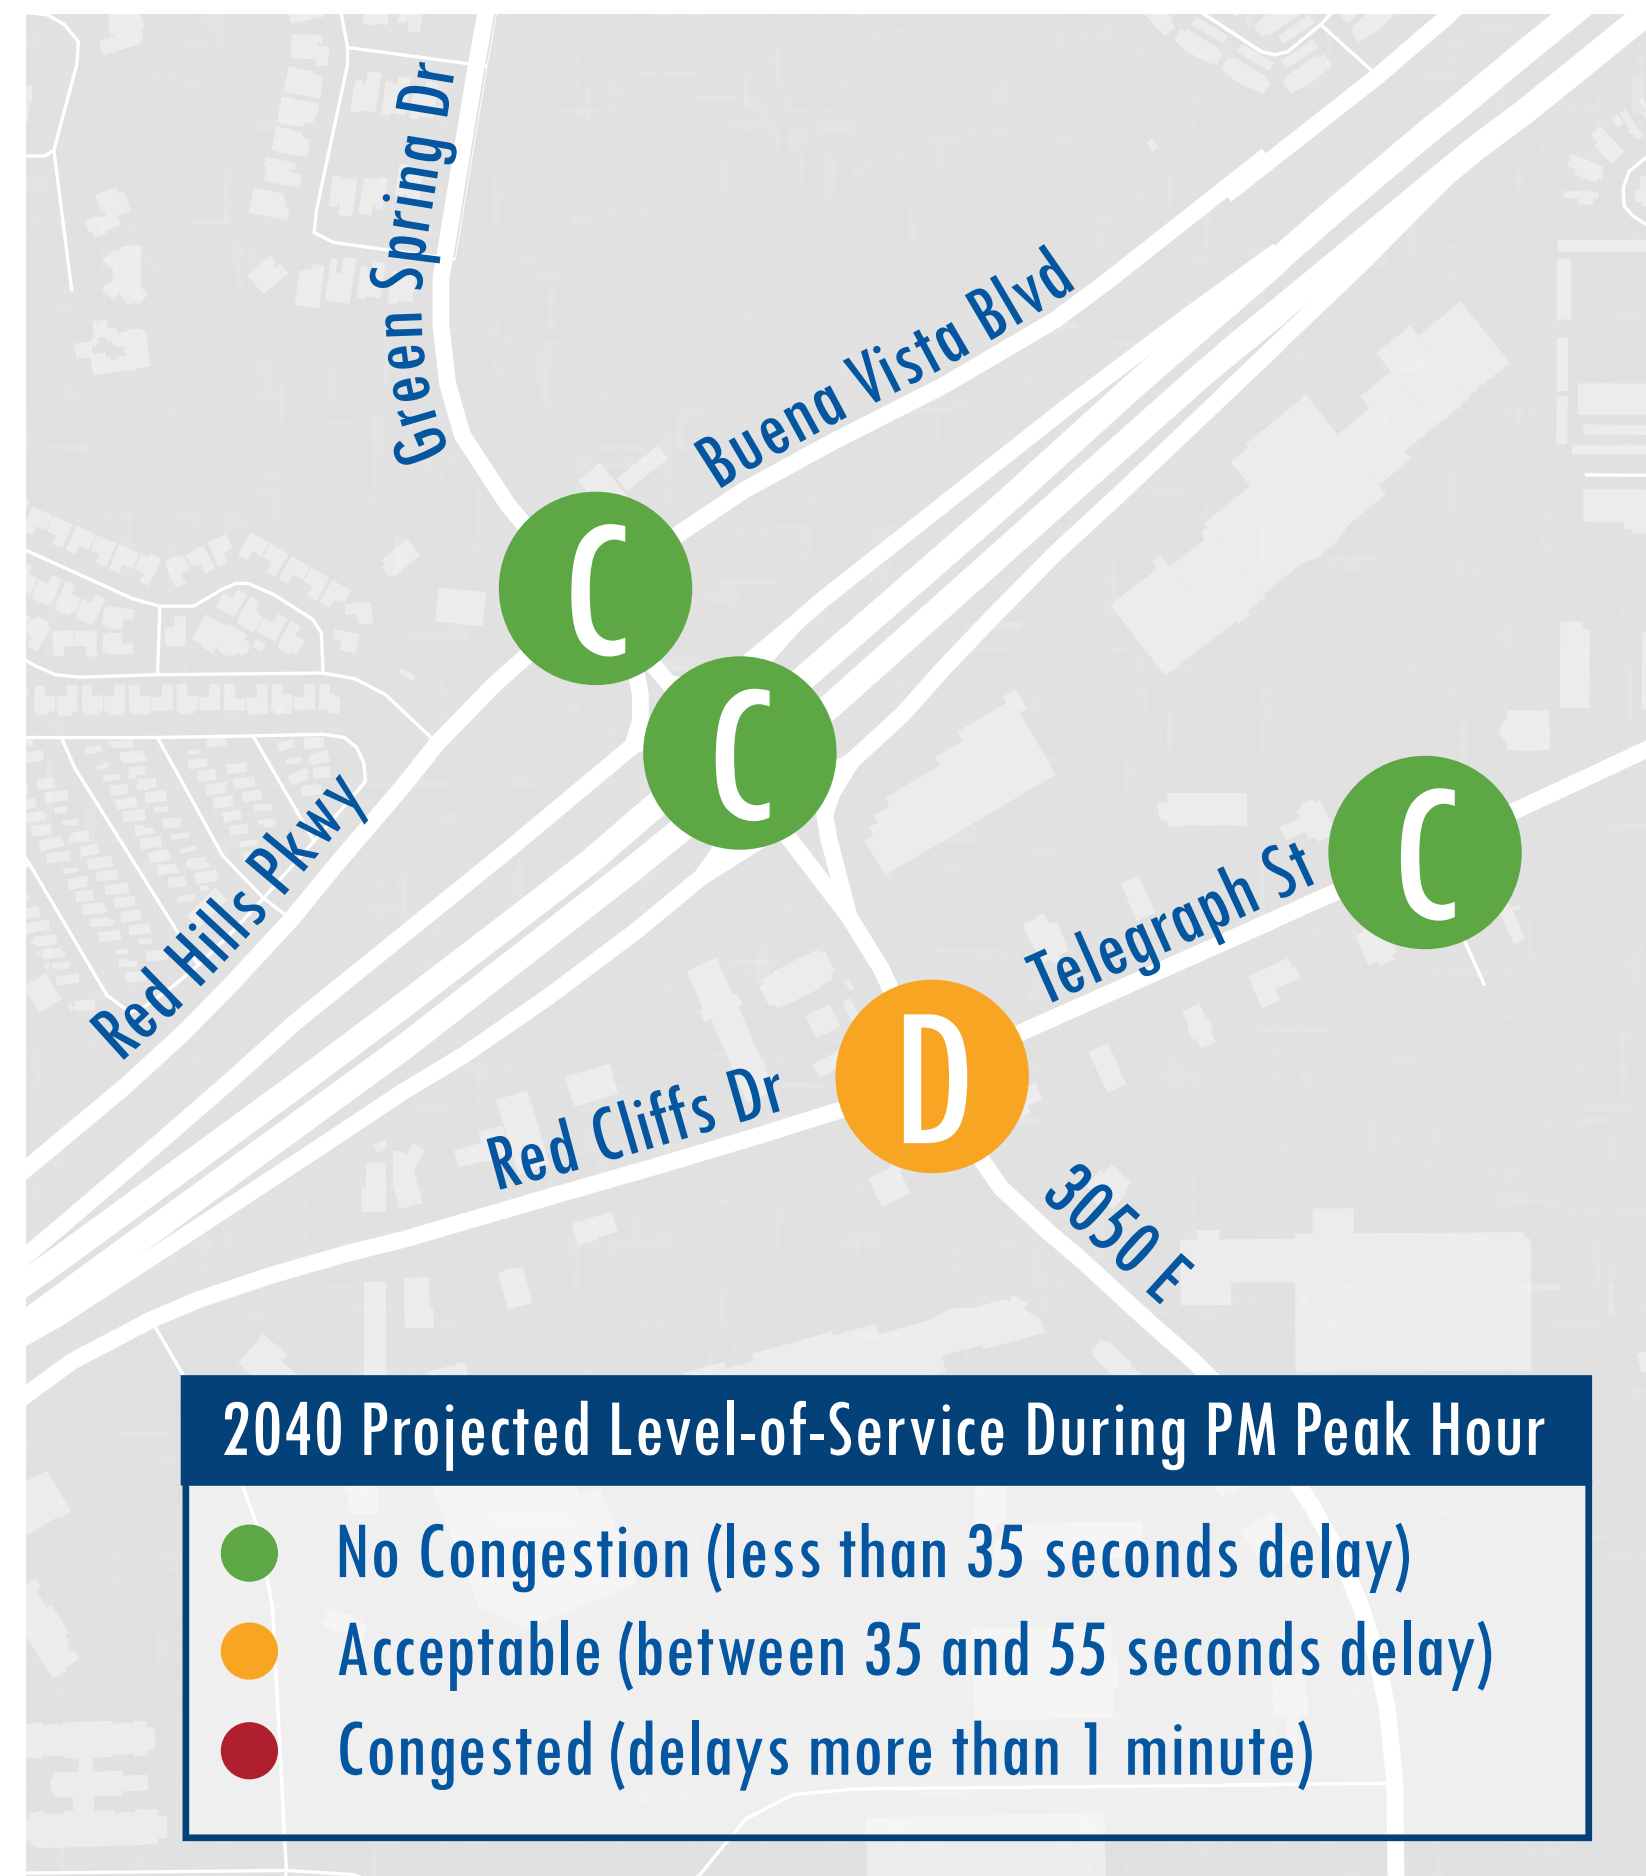 Green Spring Dr
Buena Vista Blvd
C
C
Red Hills Pkwy
Telegraph St
C
D
Red Cliffs Dr
3050 E
2040 Projected Level-of-Service During PM Peak Hour
No Congestion (less than 35 seconds delay)
Acceptable (between 35 and 55 seconds delay)
Congested (delays more than 1 minute)